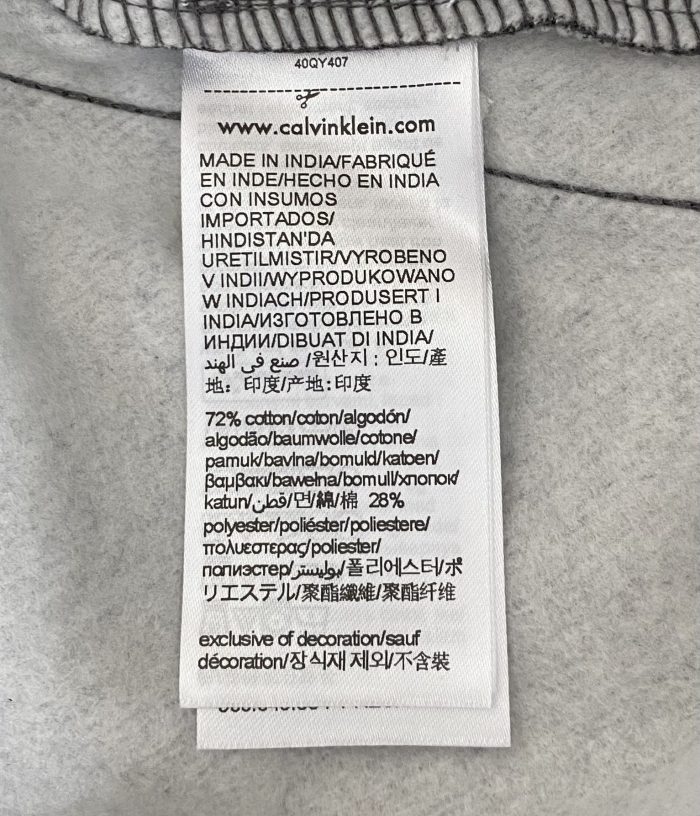 40QY407
www.calvinklein.com
MADE IN INDIA/FABRIQUÉ
EN INDE/HECHO EN INDIA
CON INSUMOS
IMPORTADOS/
HINDISTAN'DA
URETILMISTIR/VYROBENO
V INDII/WYPRODUKOWANO
W INDIACH/PRODUSERT I
INDIA/ИЗГОТОВЛЕНО В
ИНДИИ/DIBUAT DI INDIA/
صنع في الهند /원산지 : 인도/產
地：印度/产地:印度
72% cotton/coton/algodón/
algodão/baumwolle/cotone/
pamuk/bavlna/bomuld/katoen/
βαμβακι/bawełna/bomull/хлопок/
katun/قطن/면/綿/棉 28%
polyester/poliéster/poliestere/
πολυεστερας/poliester/
полиэстер/بوليستر/폴리에스터/ポ
リエステル/聚酯纖維/聚酯纤维
exclusive of decoration/sauf
décoration/장식재 제외/不含裝